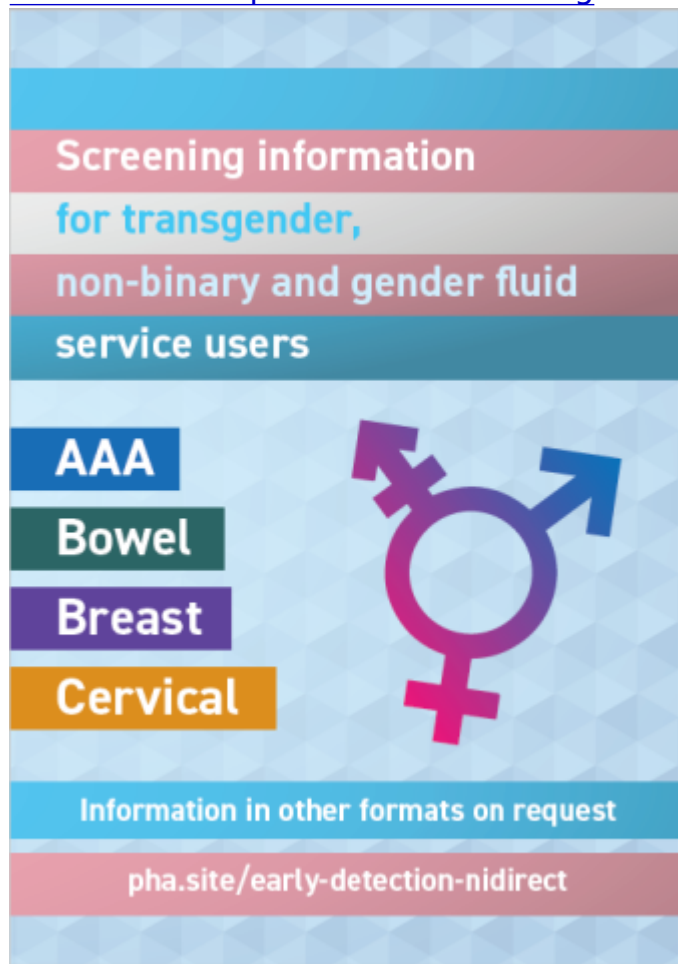 Screening information
for transgender,
non-binary and gender fluid
service users
AAA
Bowel
Breast
Cervical
Information in other formats on request
pha.site/early-detection-nidirect